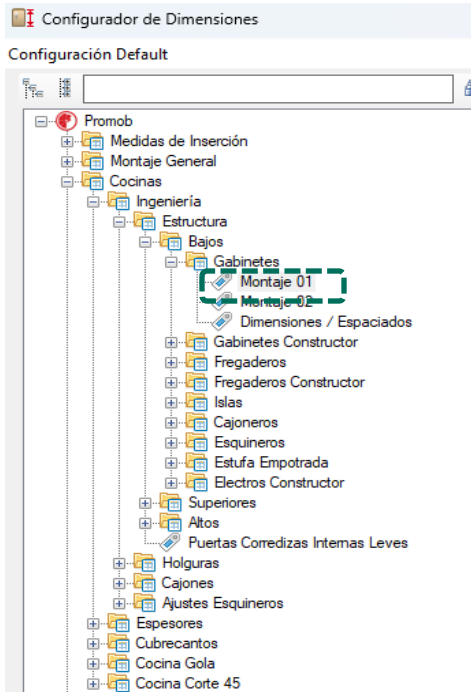 Configurador de Dimensiones
Configuración Default
Promob
Medidas de Inserción
Montaje General
Cocinas
Ingeniería
Estructura
Bajos
Gabinetes
Montaje 01
Montaje 02
Dimensiones / Espaciados
Gabinetes Constructor
Fregaderos
Fregaderos Constructor
Islas
Cajoneros
Esquineros
Estufa Empotrada
Electros Constructor
Superiores
Altos
Puertas Corredizas Internas Leves
Holguras
Cajones
Ajustes Esquineros
Espesores
Cubrecantos
Cocina Gola
Cocina Corte 45